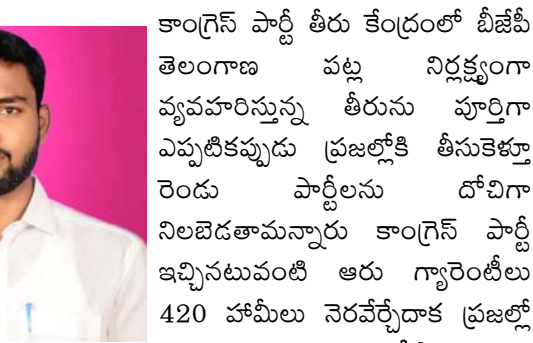 కాంగ్రెస్ పార్టీ తీరు కేంద్రంలో బీజేపీ
తెలంగాణ పట్ల నిర్లక్ష్యంగా
వ్యవహరిస్తున్న తీరును పూర్తిగా
ఎప్పటికప్పుడు ప్రజల్లోకి తీసుకెళ్తూ
రెండు పార్టీలను దోచిగా
నిలబెడతామన్నారు కాంగ్రెస్ పార్టీ
ఇచ్చినటువంటి ఆరు గ్యారెంటీలు
420 హామీలు నెరవేర్చేదాక ప్రజల్లో